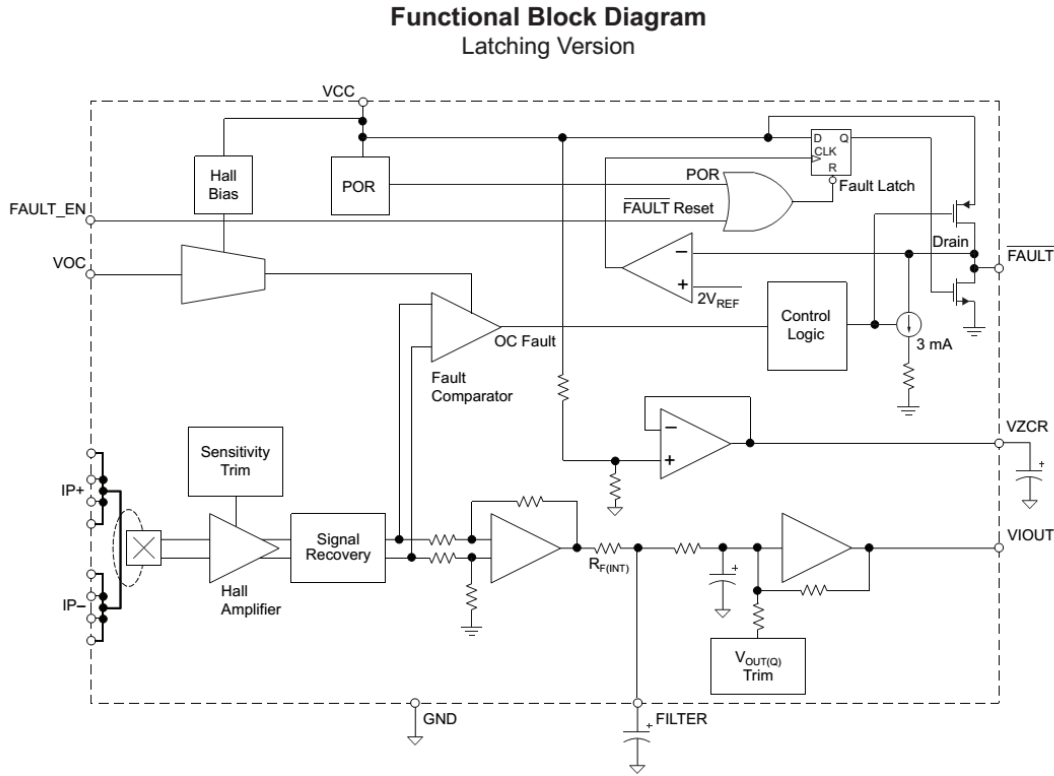 Functional Block Diagram
Latching Version
VCC
Hall
Bias
POR
POR
D Q
CLK
R
Fault Latch
FAULT_EN
FAULT Reset
Drain
FAULT
VOC
−
+
2VREF
Control
Logic
3 mA
OC Fault
Fault
Comparator
−
+
VZCR
+
Sensitivity
Trim
IP+
Signal
Recovery
RF(INT)
VIOUT
+
Hall
Amplifier
IP−
VOUT(Q)
Trim
GND
FILTER
+